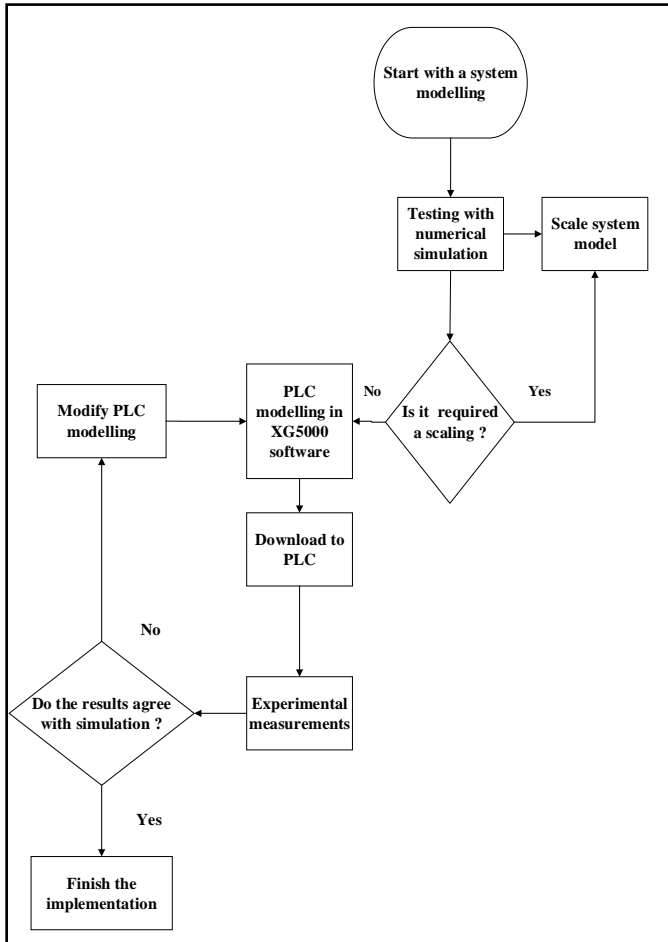 Start with a system
modelling
Testing with
numerical
simulation
Scale system
model
Is it required
a scaling ?
Yes
No
PLC
modelling in
XG5000
software
Modify PLC
modelling
Download to
PLC
Experimental
measurements
Do the results agree
with simulation ?
No
Yes
Finish the
implementation